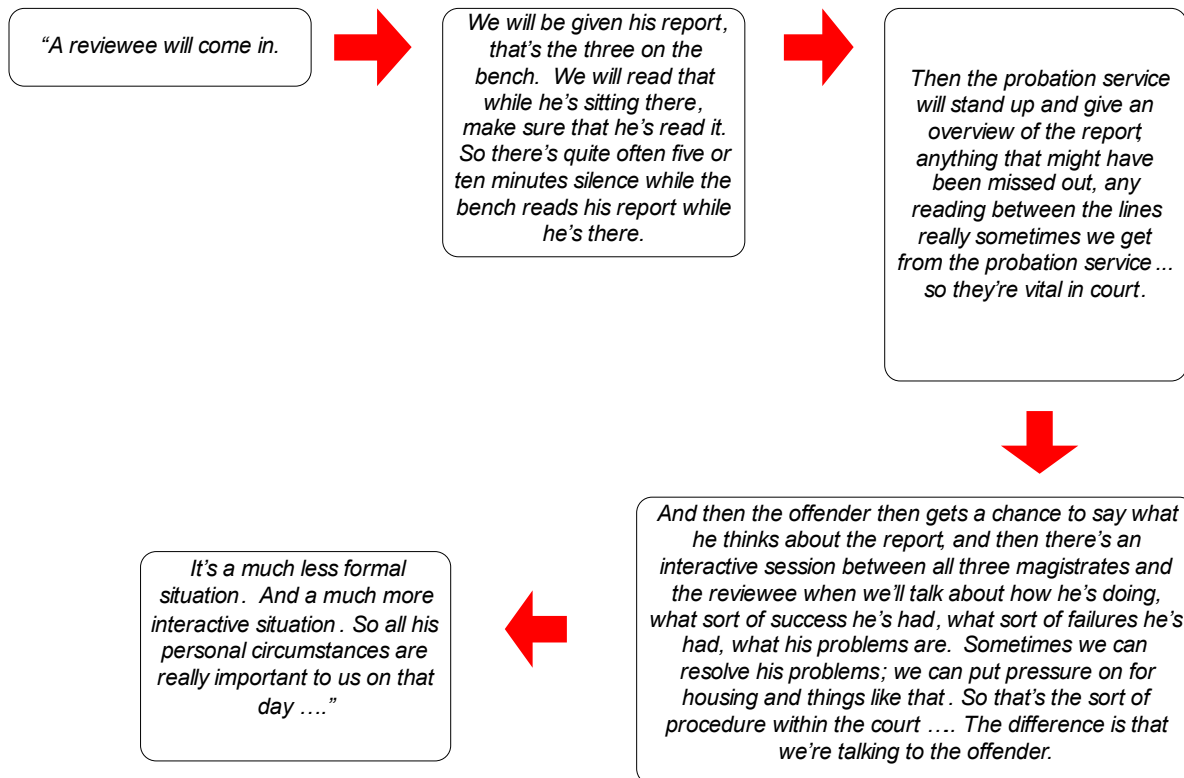 “A reviewee will come in.
We will be given his report,
that’s the three on the
bench.  We will read that
while he’s sitting there,
make sure that he’s read it.
So there’s quite often five or
ten minutes silence while the
bench reads his report while
he’s there.
Then the probation service
will stand up and give an
overview of the report,
anything that might have
been missed out, any
reading between the lines
really sometimes we get
from the probation service ...
so they’re vital in court.
And then the offender then gets a chance to say what
he thinks about the report, and then there’s an
interactive session between all three magistrates and
the reviewee when we’ll talk about how he’s doing,
what sort of success he’s had, what sort of failures he’s
had, what his problems are.  Sometimes we can
resolve his problems; we can put pressure on for
housing and things like that. So that’s the sort of
procedure within the court …. The difference is that
we’re talking to the offender.
It’s a much less formal
situation.  And a much more
interactive situation. So all his
personal circumstances are
really important to us on that
day ….”